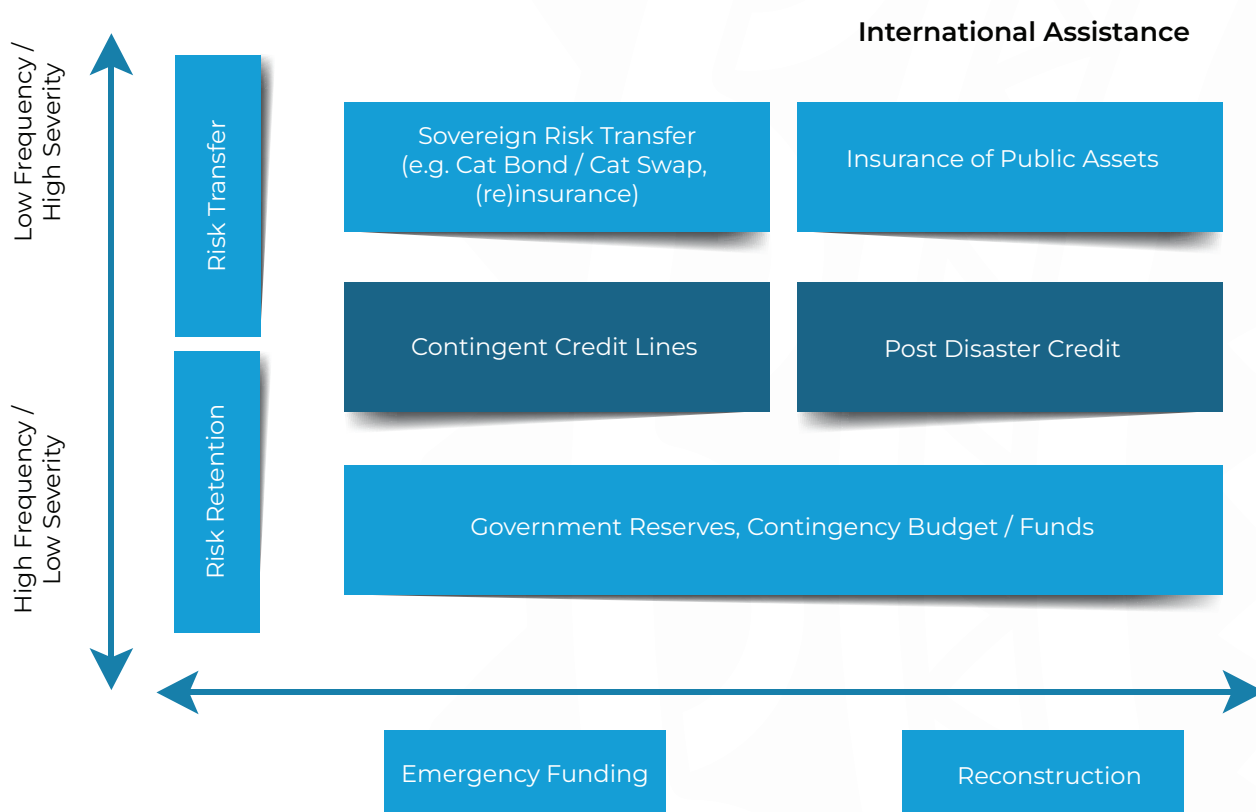 International Assistance
Low Frequency /
High Severity
Risk Transfer
Sovereign Risk Transfer
(e.g. Cat Bond / Cat Swap,
(re)insurance)
Insurance of Public Assets
Contingent Credit Lines
Post Disaster Credit
High Frequency /
Low Severity
Risk Retention
Government Reserves, Contingency Budget / Funds
Emergency Funding
Reconstruction